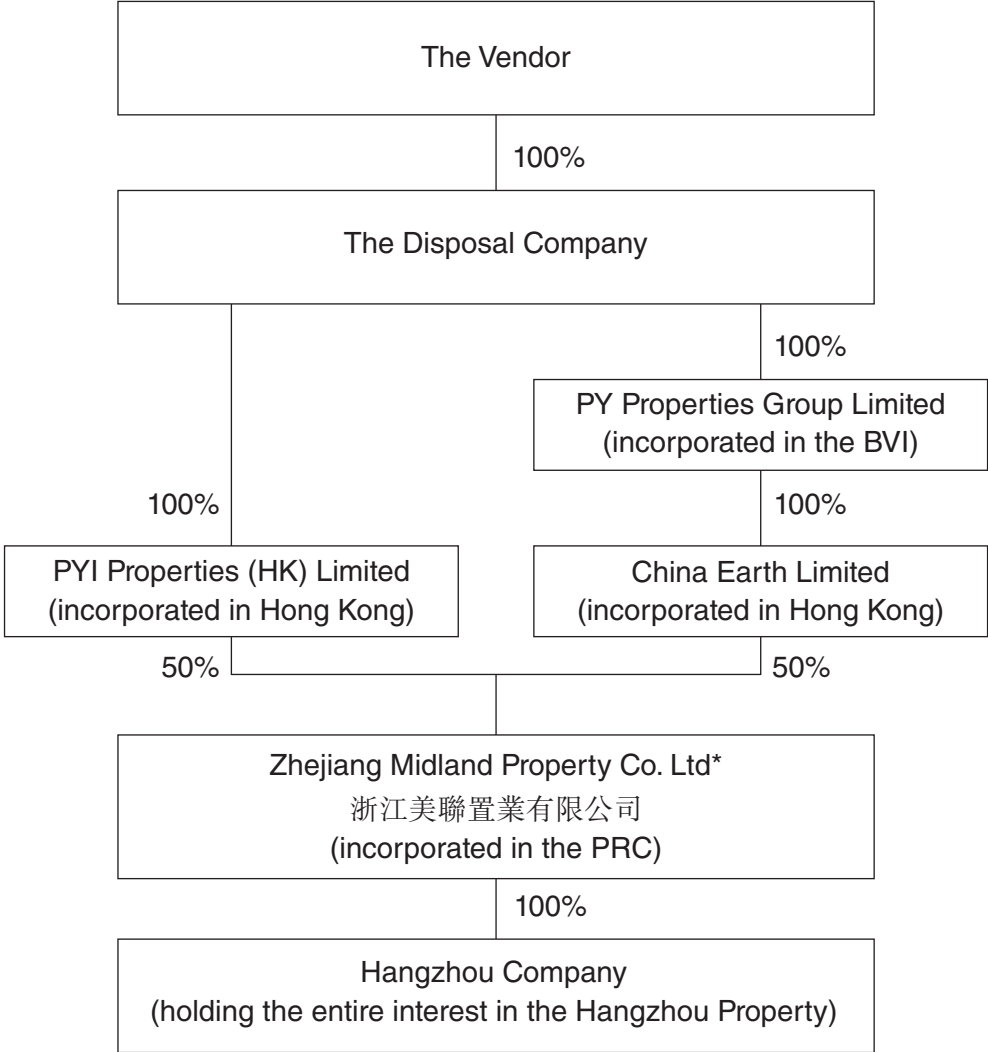 The Vendor
100%
The Disposal Company
100%
PY Properties Group Limited
(incorporated in the BVI)
100%
100%
PYI Properties (HK) Limited
(incorporated in Hong Kong)
China Earth Limited
(incorporated in Hong Kong)
50%
50%
Zhejiang Midland Property Co. Ltd*
浙江美聯置業有限公司
(incorporated in the PRC)
100%
Hangzhou Company
(holding the entire interest in the Hangzhou Property)